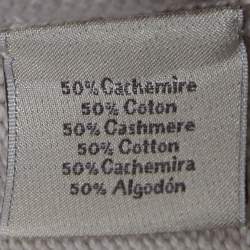 50% Cachemire
50% Coton
50% Cashmere
50% Cotton
50% Cachemira
50% Algodón